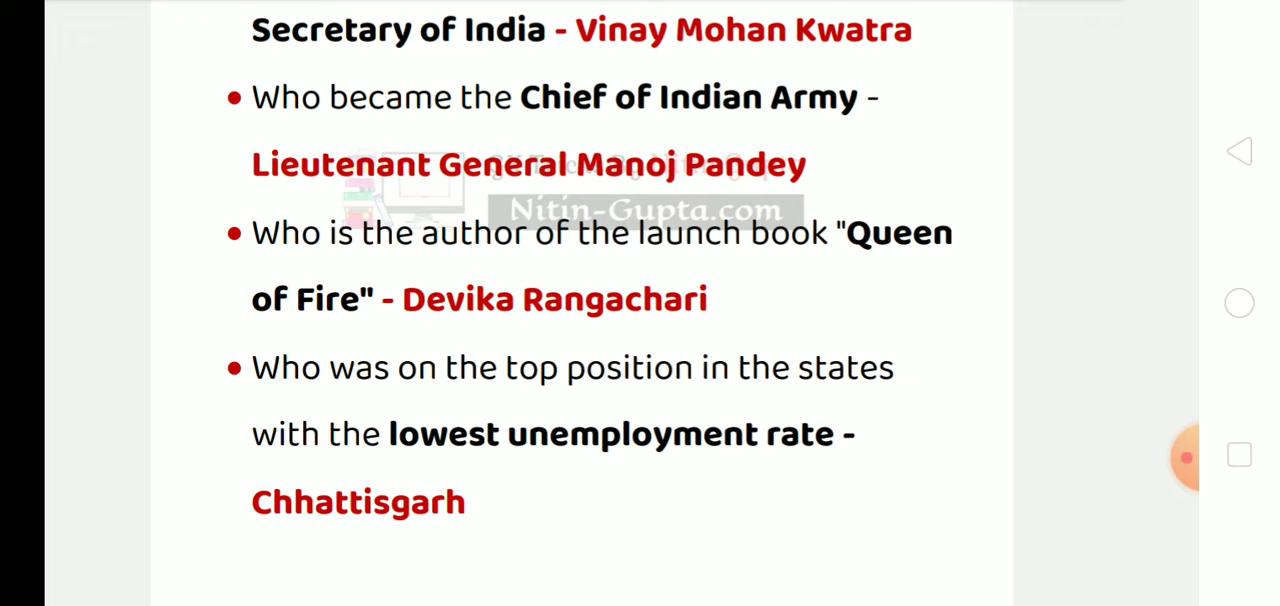 Secretary of India - Vinay Mohan Kwatra
• Who became the Chief of Indian Army -
Lieutenant General Manoj Pandey
Nitin-Gupta.com
• Who is the author of the launch book "Queen
of Fire" - Devika Rangachari
• Who was on the top position in the states
with the lowest unemployment rate -
Chhattisgarh